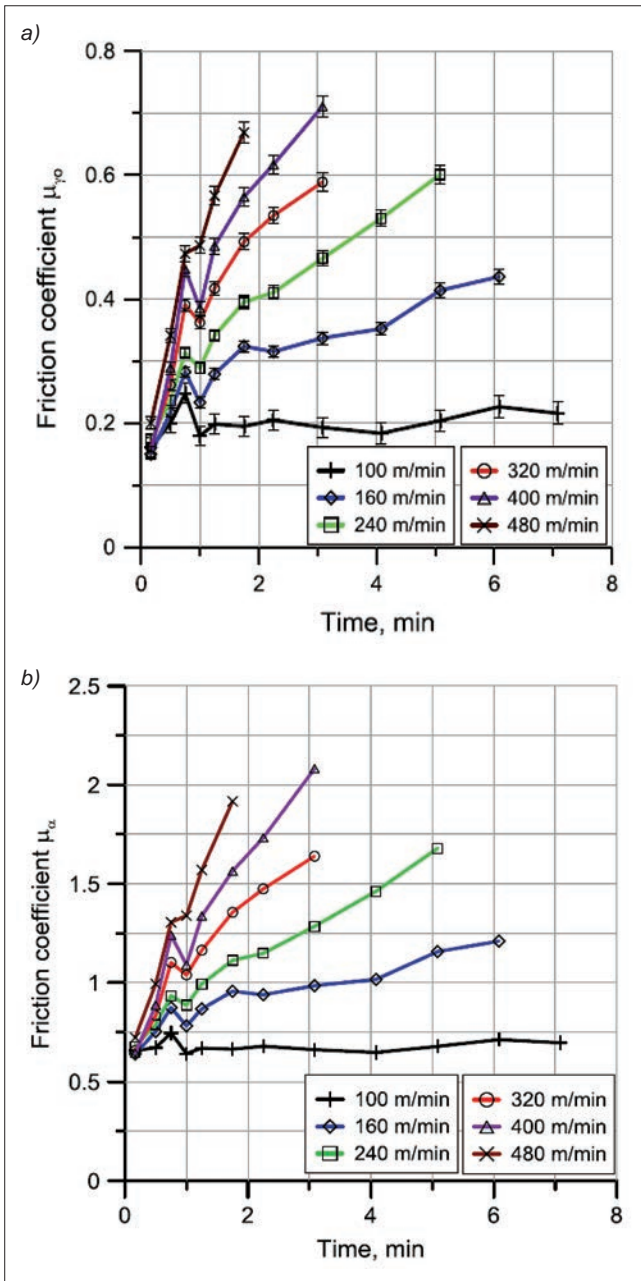 a)
0.8
0.6
0.4
0.2
0
Friction coefficient μγo
0 2 4 6 8
Time, min
100 m/min
160 m/min
240 m/min
320 m/min
400 m/min
480 m/min
b)
2.5
2
1.5
1
0.5
0
Friction coefficient μα
0 2 4 6 8
Time, min
100 m/min
160 m/min
240 m/min
320 m/min
400 m/min
480 m/min